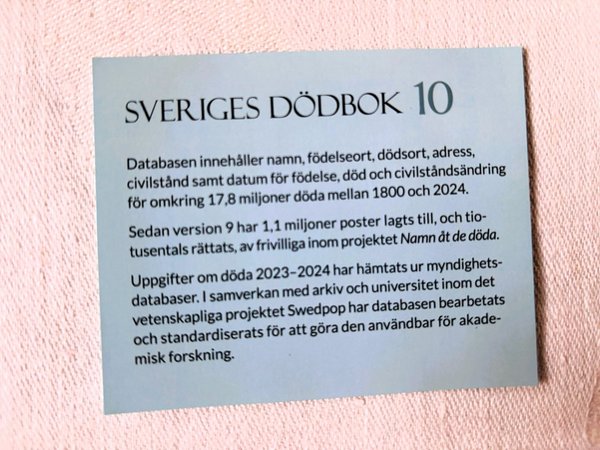 SVERIGES DÖDBOK 10
Databasen innehåller namn, födelseort, dödsort, adress,
civilstånd samt datum för födelse, död och civilståndsändring
för omkring 17,8 miljoner döda mellan 1800 och 2024.
Sedan version 9 har 1,1 miljoner poster lagts till, och tio-
tusentals rättats, av frivilliga inom projektet Namn åt de döda.
Uppgifter om döda 2023–2024 har hämtats ur myndighets-
databaser. I samverkan med arkiv och universitet inom det
vetenskapliga projektet Swedpop har databasen bearbetats
och standardiserats för att göra den användbar för akade-
misk forskning.